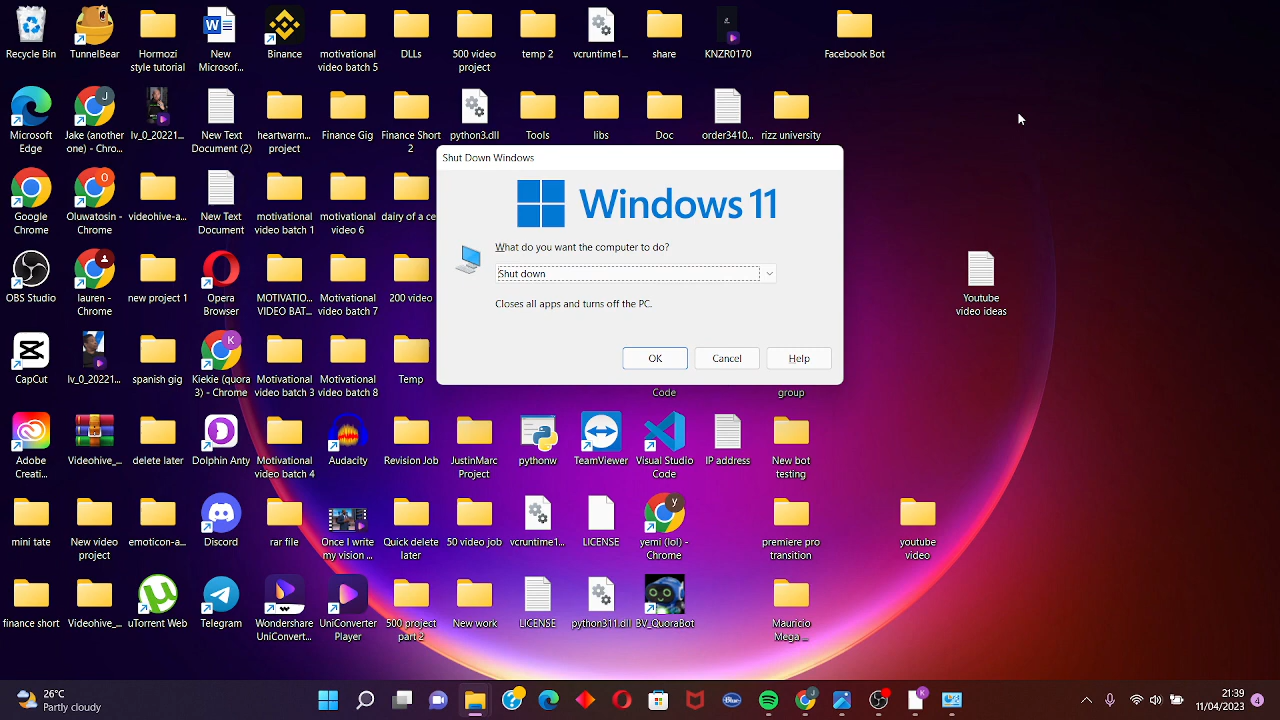 Recycle Bin
TunnelBear
Hormozi
style tutorial
New
Microsof...
Binance
motivational
video batch 5
DLLs
500 video
project
temp 2
vcruntime1...
share
KNZR0170
Facebook Bot
Microsoft
Edge
Jake (another
one) - Chro...
lv_0_20221...
New Text
Document (2)
heartwarm...
project
Finance Gig
Finance Short
2
python3.dll
Tools
libs
Doc
order3410...
rizz university
Shut Down Windows
Windows 11
What do you want the computer to do?
Shut down
Closes all apps and turns off the PC.
OK
Cancel
Help
Google
Chrome
Oluwatosin -
Chrome
videohive-a...
New Text
Document
motivational
video batch 1
motivational
video 6
dairy of a ce
OBS Studio
lauren -
Chrome
new project 1
Opera
Browser
MOTIVATIO...
VIDEO BAT...
Motivational
video batch 7
200 video
Youtube
video ideas
CapCut
lv_0_20221...
spanish gig
Kiekie (quora
3) - Chrome
Motivational
video batch 3
Motivational
video batch 8
Temp
Code
group
Adobe
Creati...
Videohive_...
delete later
Dolphin Anty
Motivational
video batch 4
Audacity
Revision Job
JustinMarc
Project
pythonw
TeamViewer
Visual Studio
Code
IP address
New bot
testing
mini tate
New video
project
emoticon-a...
Discord
rar file
Once I write
my vision ...
Quick delete
later
50 video job
vcruntime1...
LICENSE
yemi (lol) -
Chrome
premiere pro
transition
youtube
video
finance short
Videohive_...
uTorrent Web
Telegram
Wondershare
UniConvert...
UniConverter
Player
500 project
part 2
New work
LICENSE
python311.dll
BV_QuoraBot
Mauricio
Mega ...
26°C
Partly cloudy
21:39
11/04/2023
4